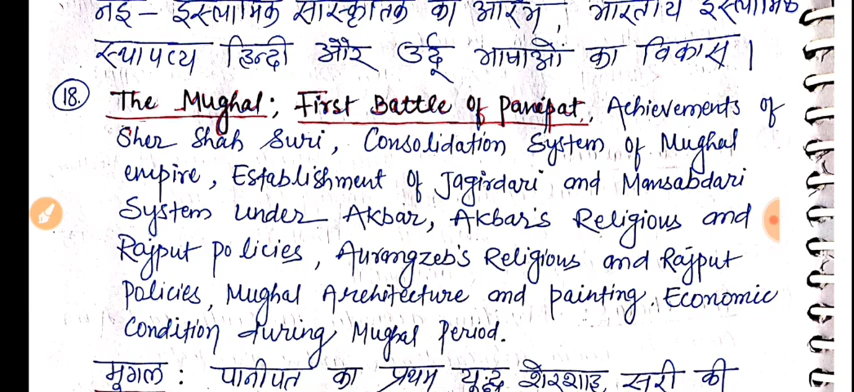 नई - इस्लामिक सांस्कृतिक का आरंभ, भारतीय इस्लामिक
स्थापत्य हिन्दी और उर्दू भाषाओं का विकास।
18. The Mughal; First Battle Of Panipat, Achievements of
Sher Shah Suri, Consolidation System of Mughal
empire, Establishment Of Jagirdari and Mansabdari
System under Akbar, Akbar's Religious and
Rajput policies, Aurangzeb's Religious and Rajput
policies, Mughal Architecture and painting, Economic
Condition during Mughal Period.
मुगल : पानीपत का प्रथम युद्ध शेरशाह सूरी की